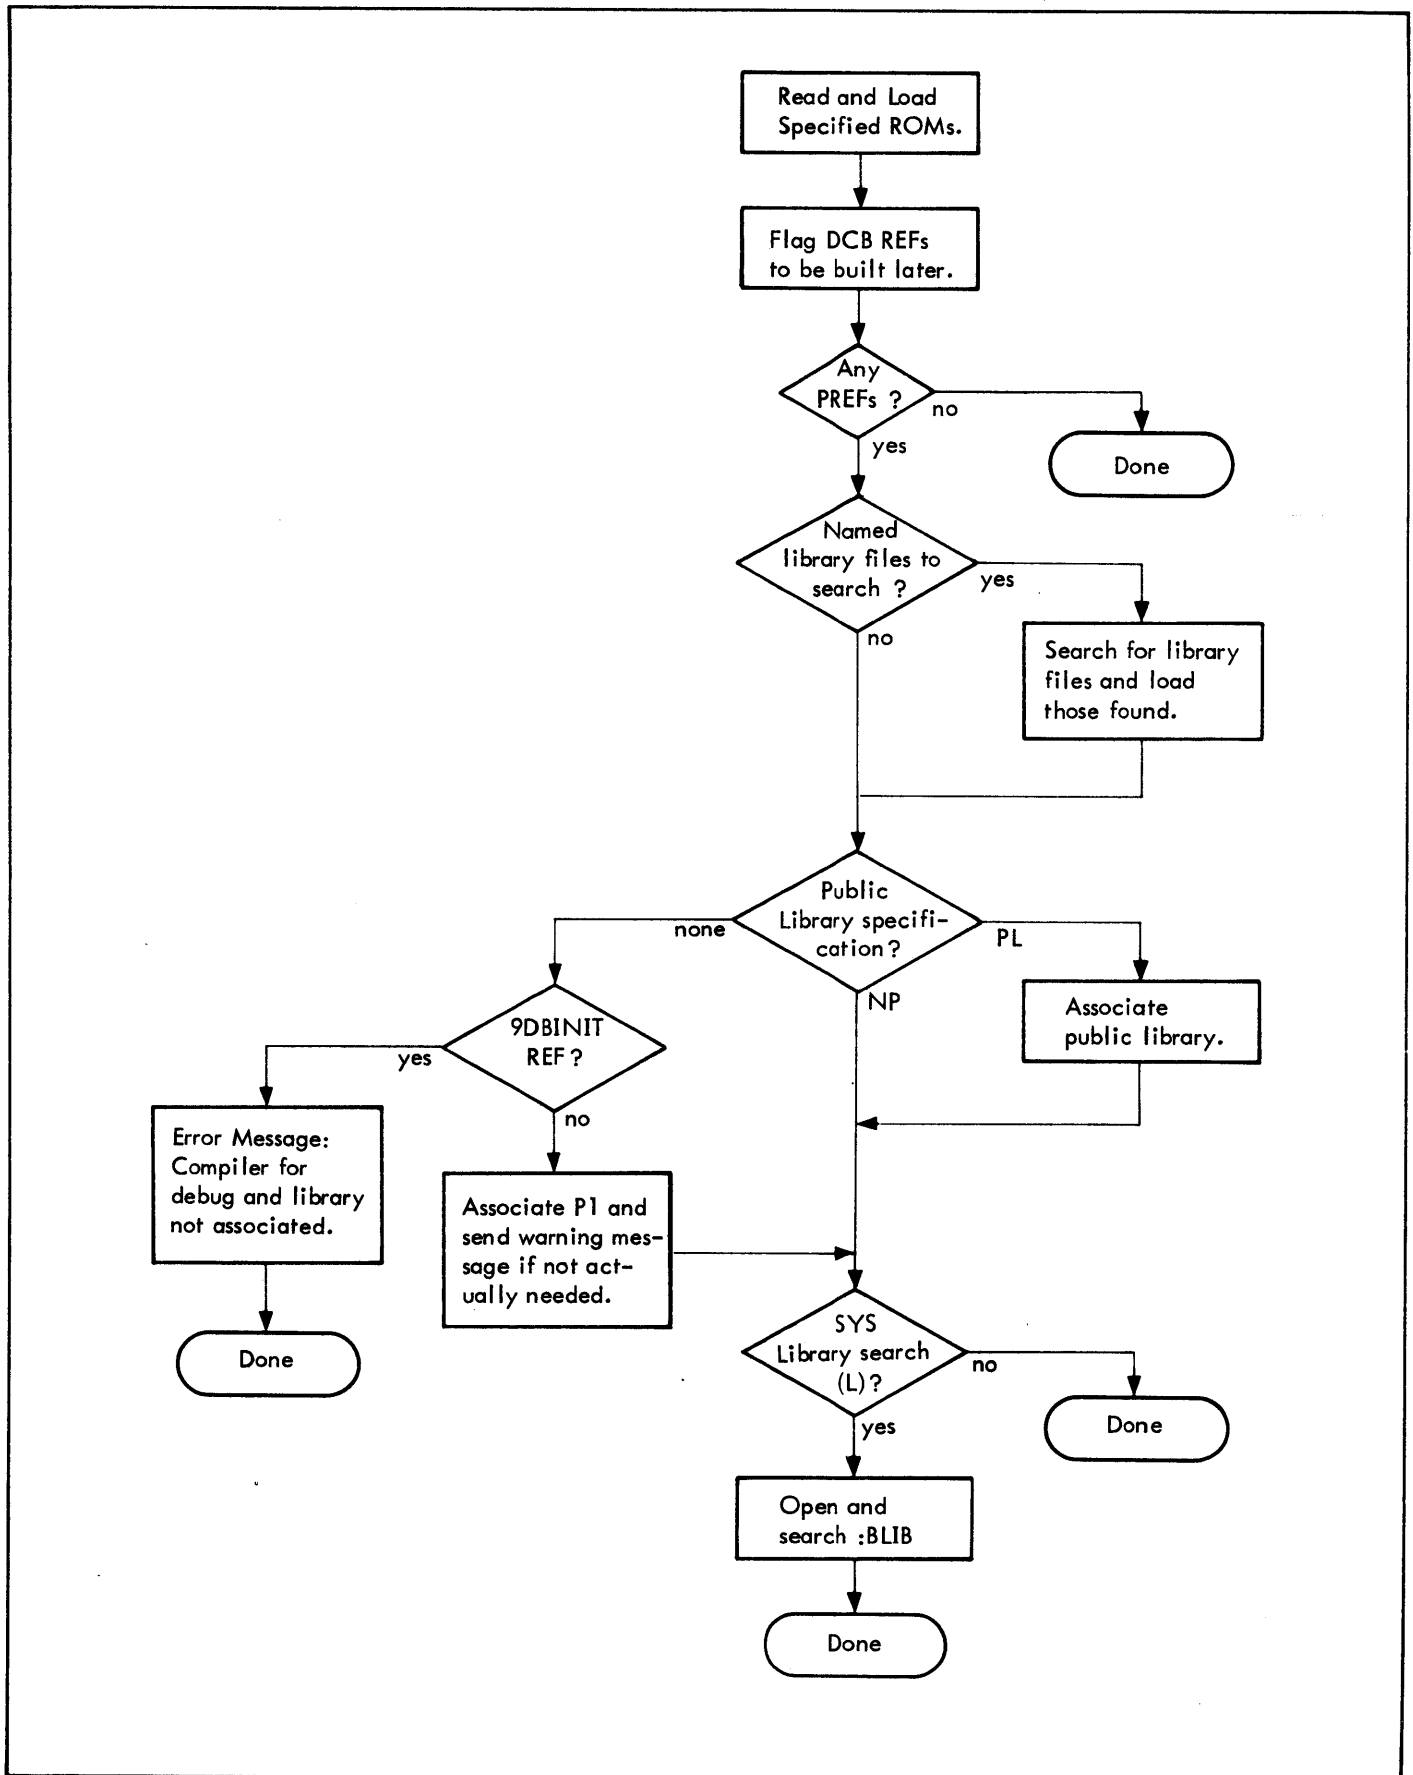 Read and Load
Specified ROMs.
Flag DCB REFs
to be built later.
Any
PREFs ?
no
yes
Done
Named
library files to
search ?
yes
no
Search for library
files and load
those found.
Public
Library specifi-
cation?
none
PL
NP
Associate
public library.
9DBINIT
REF?
yes
no
Error Message:
Compiler for
debug and library
not associated.
Associate P1 and
send warning mes-
sage if not act-
ually needed.
Done
SYS
Library search
(L)?
no
yes
Done
Open and
search :BLIB
Done